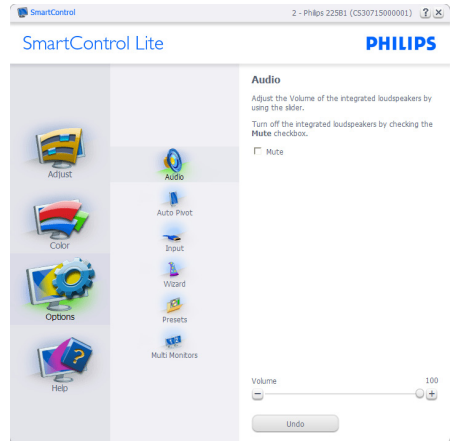 SmartControl
2 - Philips 225B1 (CS30715000001) ? X
SmartControl Lite
PHILIPS
Adjust
Color
Options
Help
Audio
Auto Pivot
Input
Wizard
Presets
Multi Monitors
Audio
Adjust the Volume of the integrated loudspeakers by
using the slider.
Turn off the integrated loudspeakers by checking the
Mute checkbox.
Mute
Volume 100
Undo